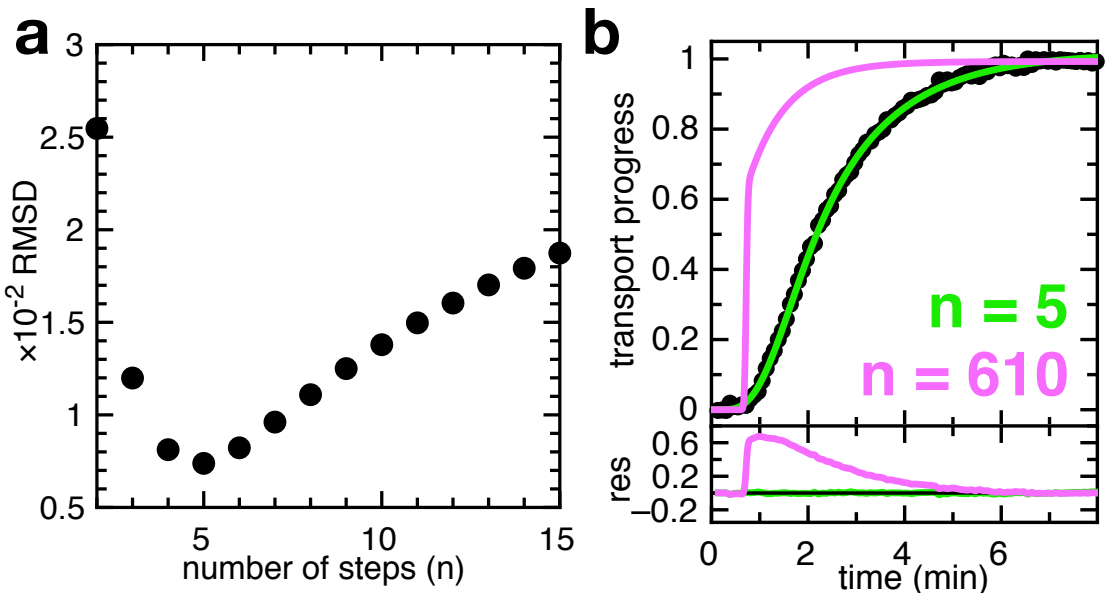 a
3
2.5
2
1.5
1
0.5
×10⁻² RMSD
5
10
15
number of steps (n)
b
1
0.8
0.6
0.4
0.2
0
transport progress
n = 5
n = 610
0.6
0.2
−0.2
res
0
2
4
6
time (min)